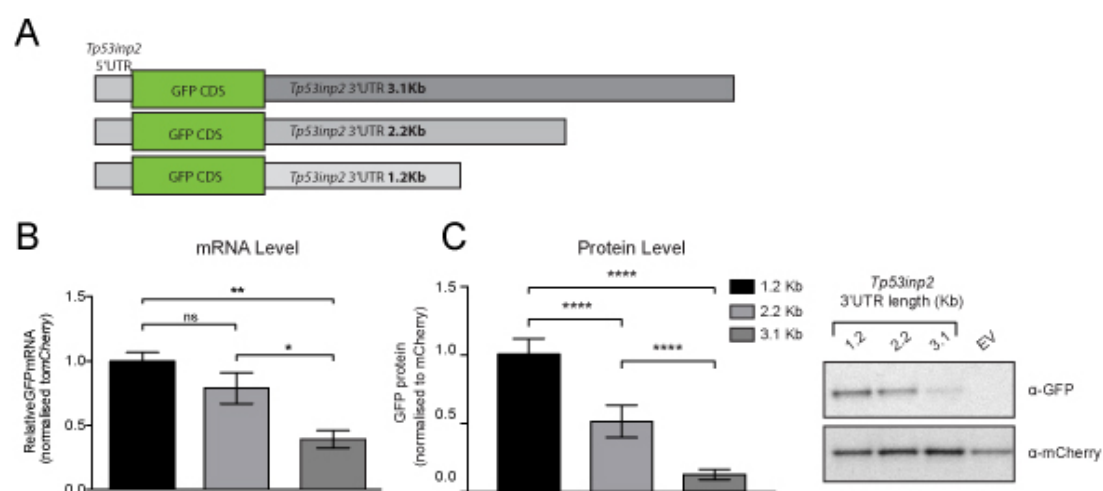 A
Tp53inp2
5'UTR
GFP CDS
Tp53inp2 3'UTR 3.1Kb
GFP CDS
Tp53inp2 3'UTR 2.2Kb
GFP CDS
Tp53inp2 3'UTR 1.2Kb
B
mRNA Level
RelativeGFPmRNA
(normalised tomCherry)
1.5
1.0
0.5
0.0
**
ns
*
C
Protein Level
GFP protein
(normalised to mCherry)
1.5
1.0
0.5
0.0
****
****
****
1.2 Kb
2.2 Kb
3.1 Kb
Tp53inp2
3'UTR length (Kb)
1.2 2.2 3.1 EV
α-GFP
α-mCherry